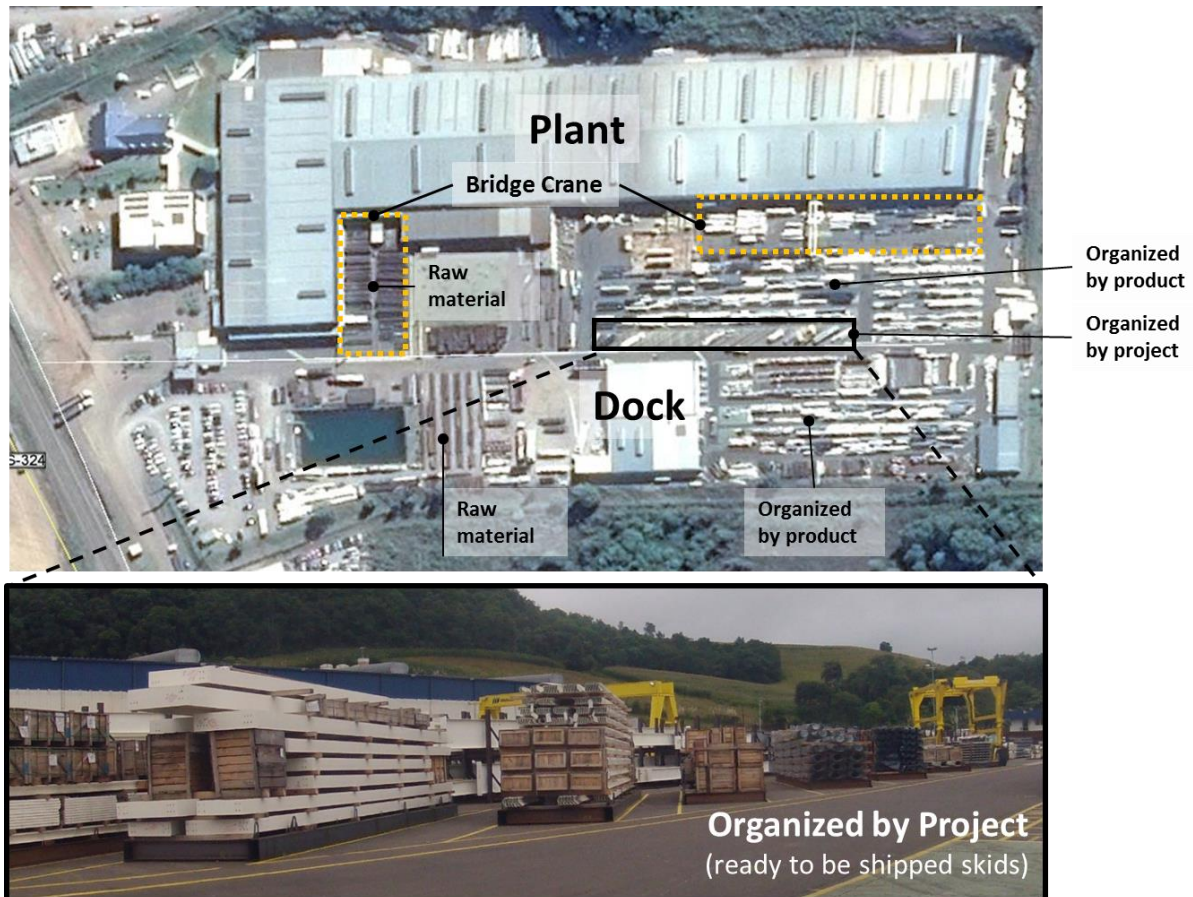 Plant
Bridge Crane
Raw
material
Organized
by product
Organized
by project
Dock
S-324
Raw
material
Organized
by product
Organized by Project
(ready to be shipped skids)